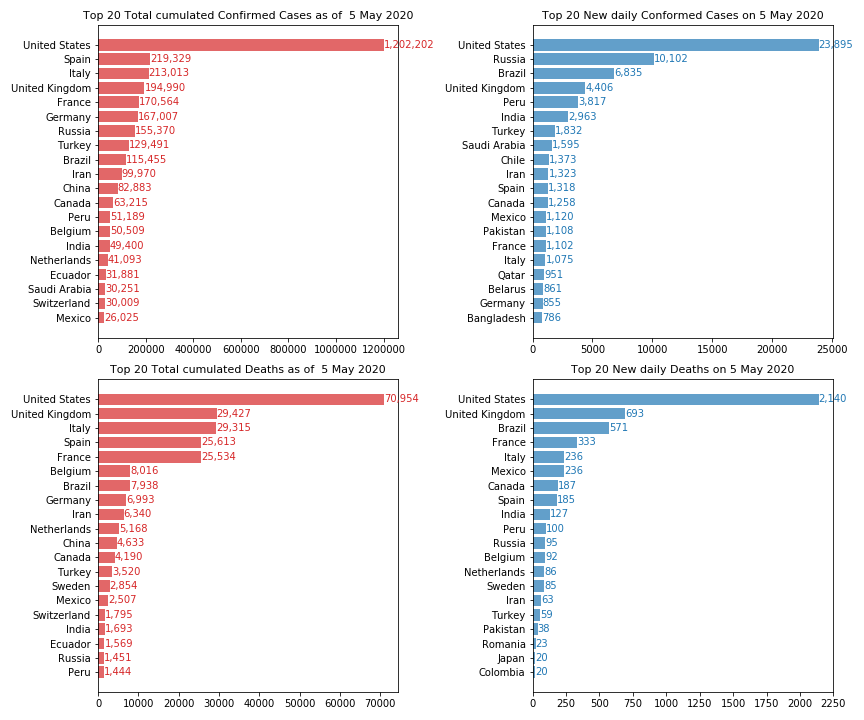 Top 20 Total cumulated Confirmed Cases as of  5 May 2020
United States 1,202,202
Spain 219,329
Italy 213,013
United Kingdom 194,990
France 170,564
Germany 167,007
Russia 155,370
Turkey 129,491
Brazil 115,455
Iran 99,970
China 82,883
Canada 63,215
Peru 51,189
Belgium 50,509
India 49,400
Netherlands 41,093
Ecuador 31,881
Saudi Arabia 30,251
Switzerland 30,009
Mexico 26,025
0 200000 400000 600000 800000 1000000 1200000
Top 20 New daily Conformed Cases on 5 May 2020
United States 23,895
Russia 10,102
Brazil 6,835
United Kingdom 4,406
Peru 3,817
India 2,963
Turkey 1,832
Saudi Arabia 1,595
Chile 1,373
Iran 1,323
Spain 1,318
Canada 1,258
Mexico 1,120
Pakistan 1,108
France 1,102
Italy 1,075
Qatar 951
Belarus 861
Germany 855
Bangladesh 786
0 5000 10000 15000 20000 25000
Top 20 Total cumulated Deaths as of  5 May 2020
United States 70,954
United Kingdom 29,427
Italy 29,315
Spain 25,613
France 25,534
Belgium 8,016
Brazil 7,938
Germany 6,993
Iran 6,340
Netherlands 5,168
China 4,633
Canada 4,190
Turkey 3,520
Sweden 2,854
Mexico 2,507
Switzerland 1,795
India 1,693
Ecuador 1,569
Russia 1,451
Peru 1,444
0 10000 20000 30000 40000 50000 60000 70000
Top 20 New daily Deaths on 5 May 2020
United States 2,140
United Kingdom 693
Brazil 571
France 333
Italy 236
Mexico 236
Canada 187
Spain 185
India 127
Peru 100
Russia 95
Belgium 92
Netherlands 86
Sweden 85
Iran 63
Turkey 59
Pakistan 38
Romania 23
Japan 20
Colombia 20
0 250 500 750 1000 1250 1500 1750 2000 2250